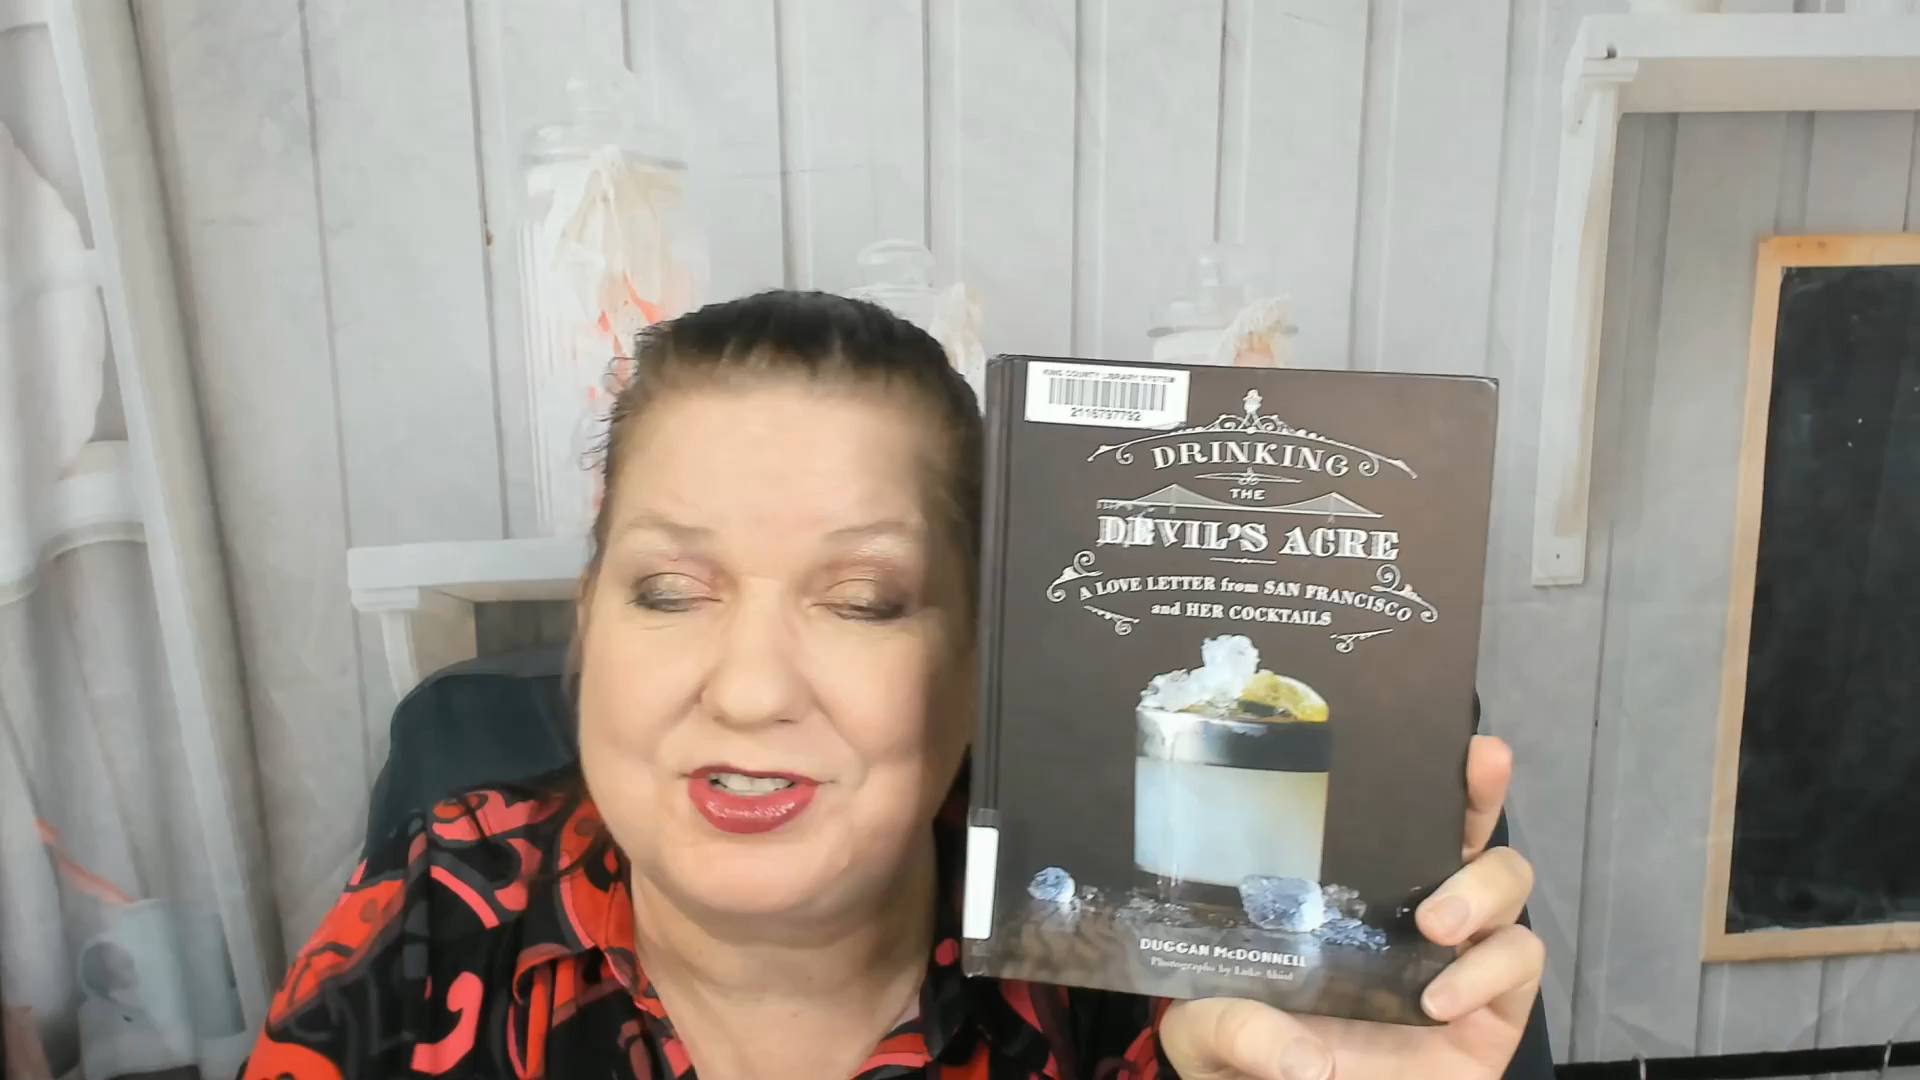 KING COUNTY LIBRARY SYSTEM
2116797792
DRINKING
THE
DEVIL'S ACRE
A LOVE LETTER from SAN FRANCISCO
and HER COCKTAILS
DUGGAN McDONNELL
Photographs by Luke Abiol